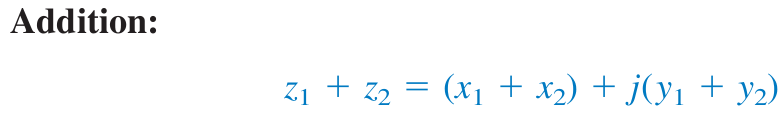 Addition:
z₁ + z₂ = (x₁ + x₂) + j(y₁ + y₂)